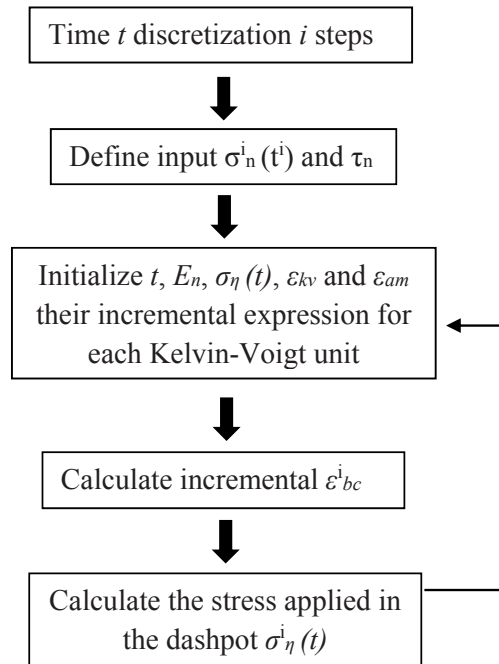 Time t discretization i steps
Define input σⁱₙ (tⁱ) and τₙ
Initialize t, Eₙ, σ_η (t), ε_kv and ε_am
their incremental expression for
each Kelvin-Voigt unit
Calculate incremental εⁱ_bc
Calculate the stress applied in
the dashpot σⁱ_η (t)